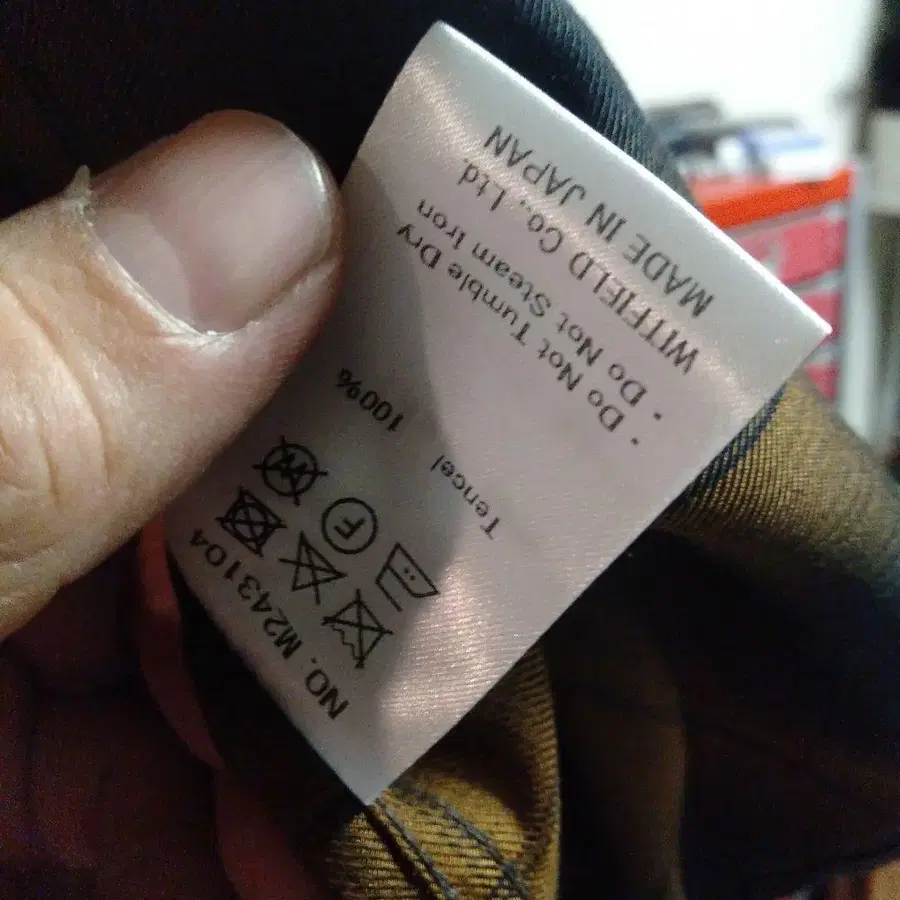 NO. M243104
F
W
Tencel 100%
· Do Not Tumble Dry
· Do Not Steam Iron
WITFIELD Co., Ltd.
MADE IN JAPAN